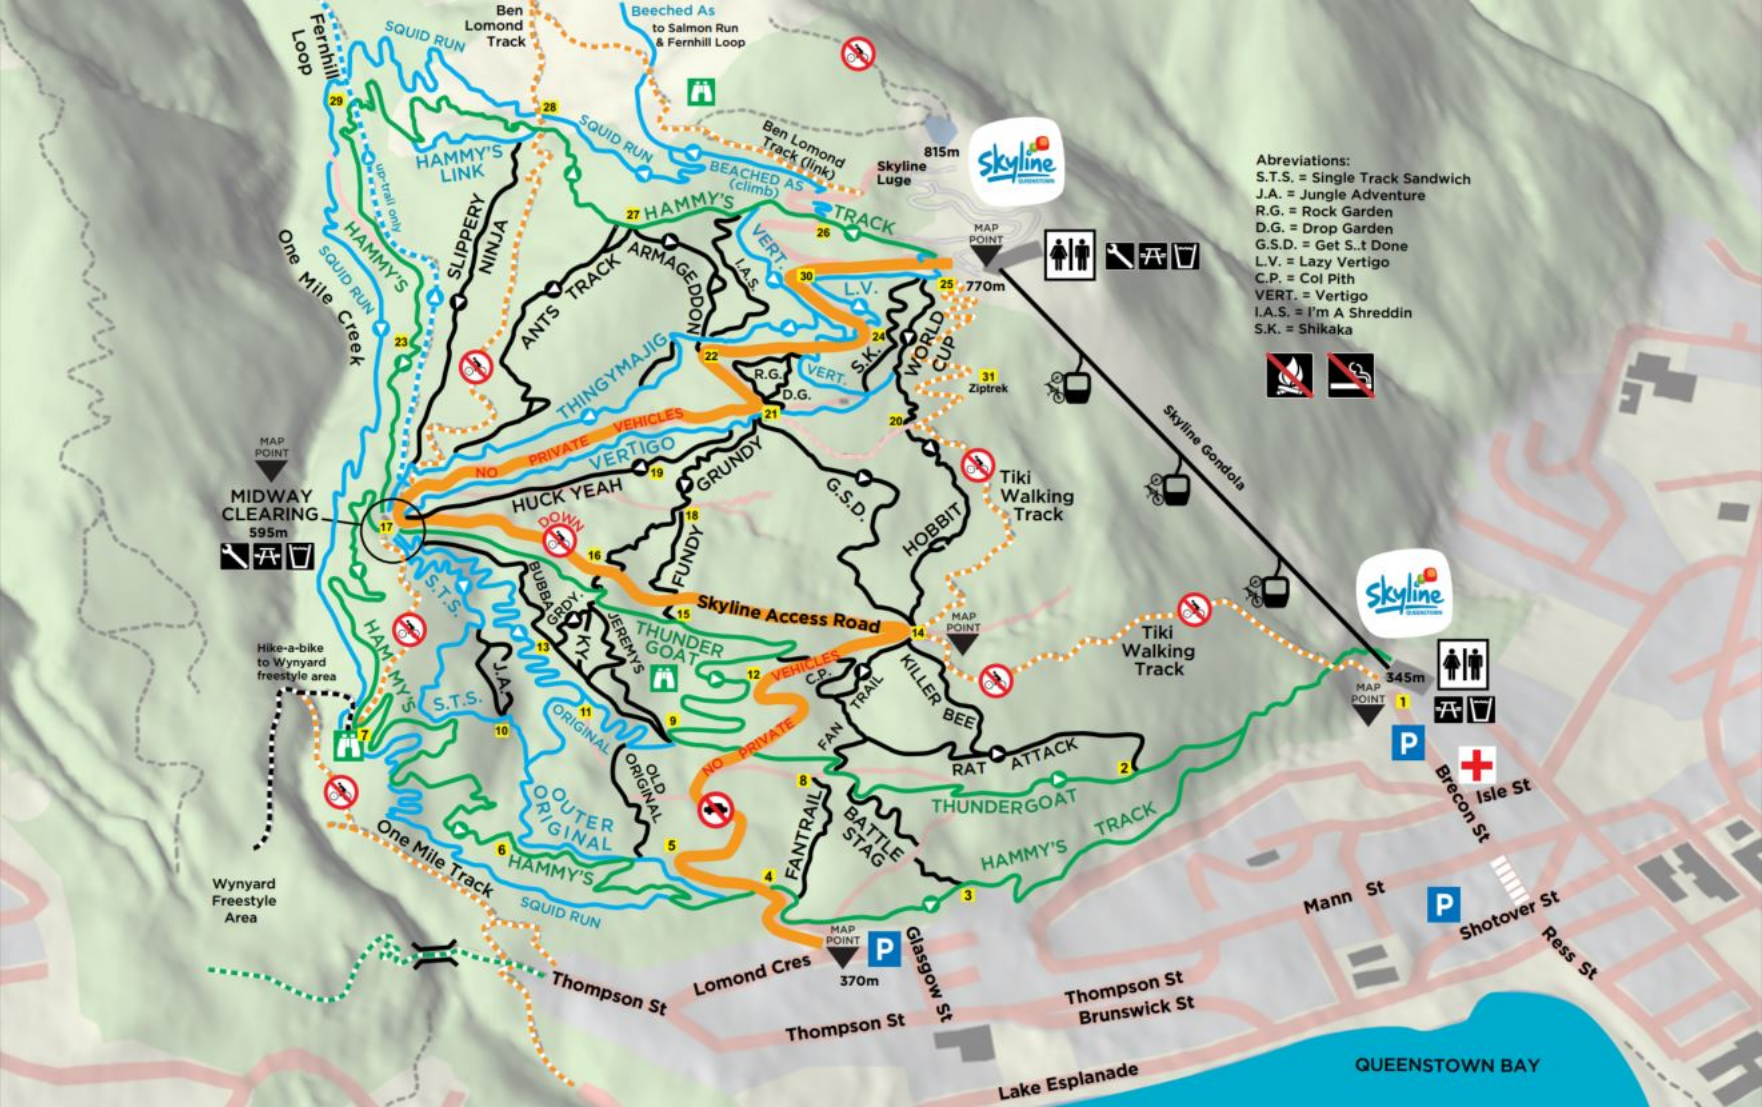 Fernhill
Loop
SQUID RUN
Ben
Lomond
Track
Beeched As
to Salmon Run
& Fernhill Loop
29
28
SQUID RUN
HAMMY'S
LINK
up-trail only
Ben Lomond
Track (link)
815m
Skyline
QUEENSTOWN
Skyline
Luge
BEACHED AS
(climb)
27
HAMMY'S
TRACK
26
MAP
POINT
770m
25
30
VERT.
L.V.
I.A.S.
ARMAGEDDON
ANTS TRACK
SLIPPERY
NINJA
HAMMY'S
SQUID RUN
One Mile Creek
23
24
22
S.K.
WORLD
CUP
31
Ziptrek
R.G.
D.G.
VERT.
THINGYMAJIG
21
20
NO PRIVATE VEHICLES
VERTIGO
19
HUCK YEAH
GRUNDY
G.S.D.
HOBBIT
18
FUNDY
Tiki
Walking
Track
Skyline Gondola
Abreviations:
S.T.S. = Single Track Sandwich
J.A. = Jungle Adventure
R.G. = Rock Garden
D.G. = Drop Garden
G.S.D. = Get S..t Done
L.V. = Lazy Vertigo
C.P. = Col Pith
VERT. = Vertigo
I.A.S. = I'm A Shreddin
S.K. = Shikaka
MAP
POINT
MIDWAY
CLEARING
595m
17
DOWN
16
15
Skyline Access Road
14
MAP
POINT
Tiki
Walking
Track
Skyline
QUEENSTOWN
345m
MAP
POINT
1
P
S.T.S.
BUBBA
GRDY.
KY
JEREMYS
THUNDER
GOAT
13
12
VEHICLES
C.P.
KILLER
BEE
FAN
TRAIL
HAMMY'S
Hike-a-bike
to Wynyard
freestyle area
J.A.
S.T.S.
10
11
ORIGINAL
9
7
NO PRIVATE
OLD
ORIGINAL
OUTER
ORIGINAL
8
RAT ATTACK
2
THUNDERGOAT
HAMMY'S TRACK
FANTRAIL
BATTLE
STAG
5
4
3
6
HAMMY'S
SQUID RUN
One Mile Track
Wynyard
Freestyle
Area
MAP
POINT
P
370m
Glasgow St
Lomond Cres
Thompson St
Thompson St
Thompson St
Brunswick St
Lake Esplanade
Brecon St
Isle St
Mann St
P
Shotover St
Ress St
QUEENSTOWN BAY